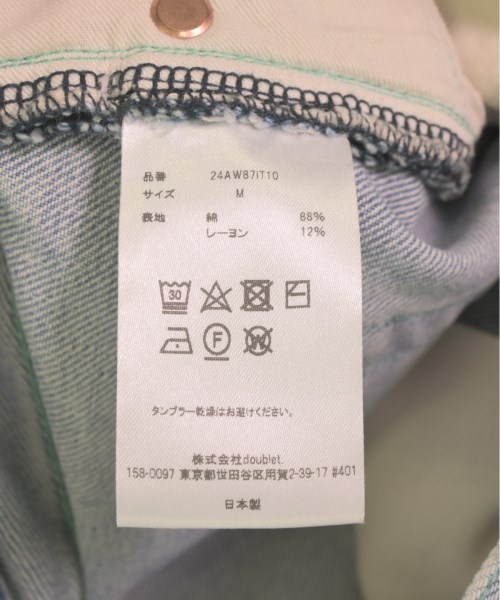 品番 24AW87iT10
サイズ M
表地 綿 88%
レーヨン 12%
30
F W
タンブラー乾燥はお避けください。
株式会社doublet.
158-0097 東京都世田谷区用賀2-39-17 #401
日本製